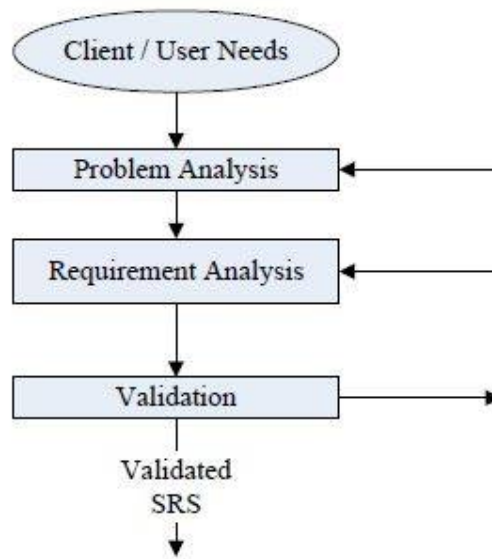 Client / User Needs
Problem Analysis
Requirement Analysis
Validation
Validated
SRS